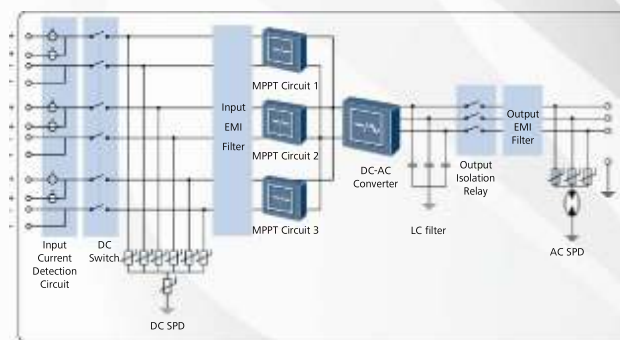 MPPT Circuit 1
Input
EMI
Filter
MPPT Circuit 2
DC-AC
Converter
MPPT Circuit 3
Output
EMI
Filter
Output
Isolation
Relay
LC filter
Input
Current
Detection
Circuit
DC
Switch
DC SPD
AC SPD